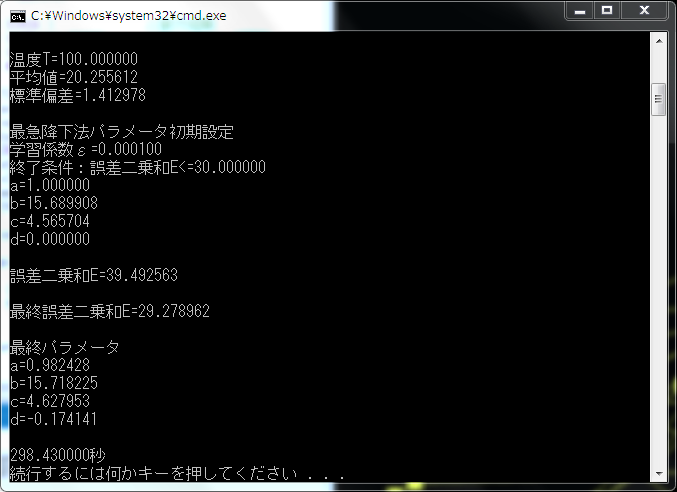 C:¥Windows¥system32¥cmd.exe
温度T=100.000000
平均値=20.255612
標準偏差=1.412978
最急降下法パラメータ初期設定
学習係数ε=0.000100
終了条件：誤差二乗和E<=30.000000
a=1.000000
b=15.689908
c=4.565704
d=0.000000
誤差二乗和E=39.492563
最終誤差二乗和E=29.278962
最終パラメータ
a=0.982428
b=15.718225
c=4.627953
d=-0.174141
298.430000秒
続行するには何かキーを押してください . . .